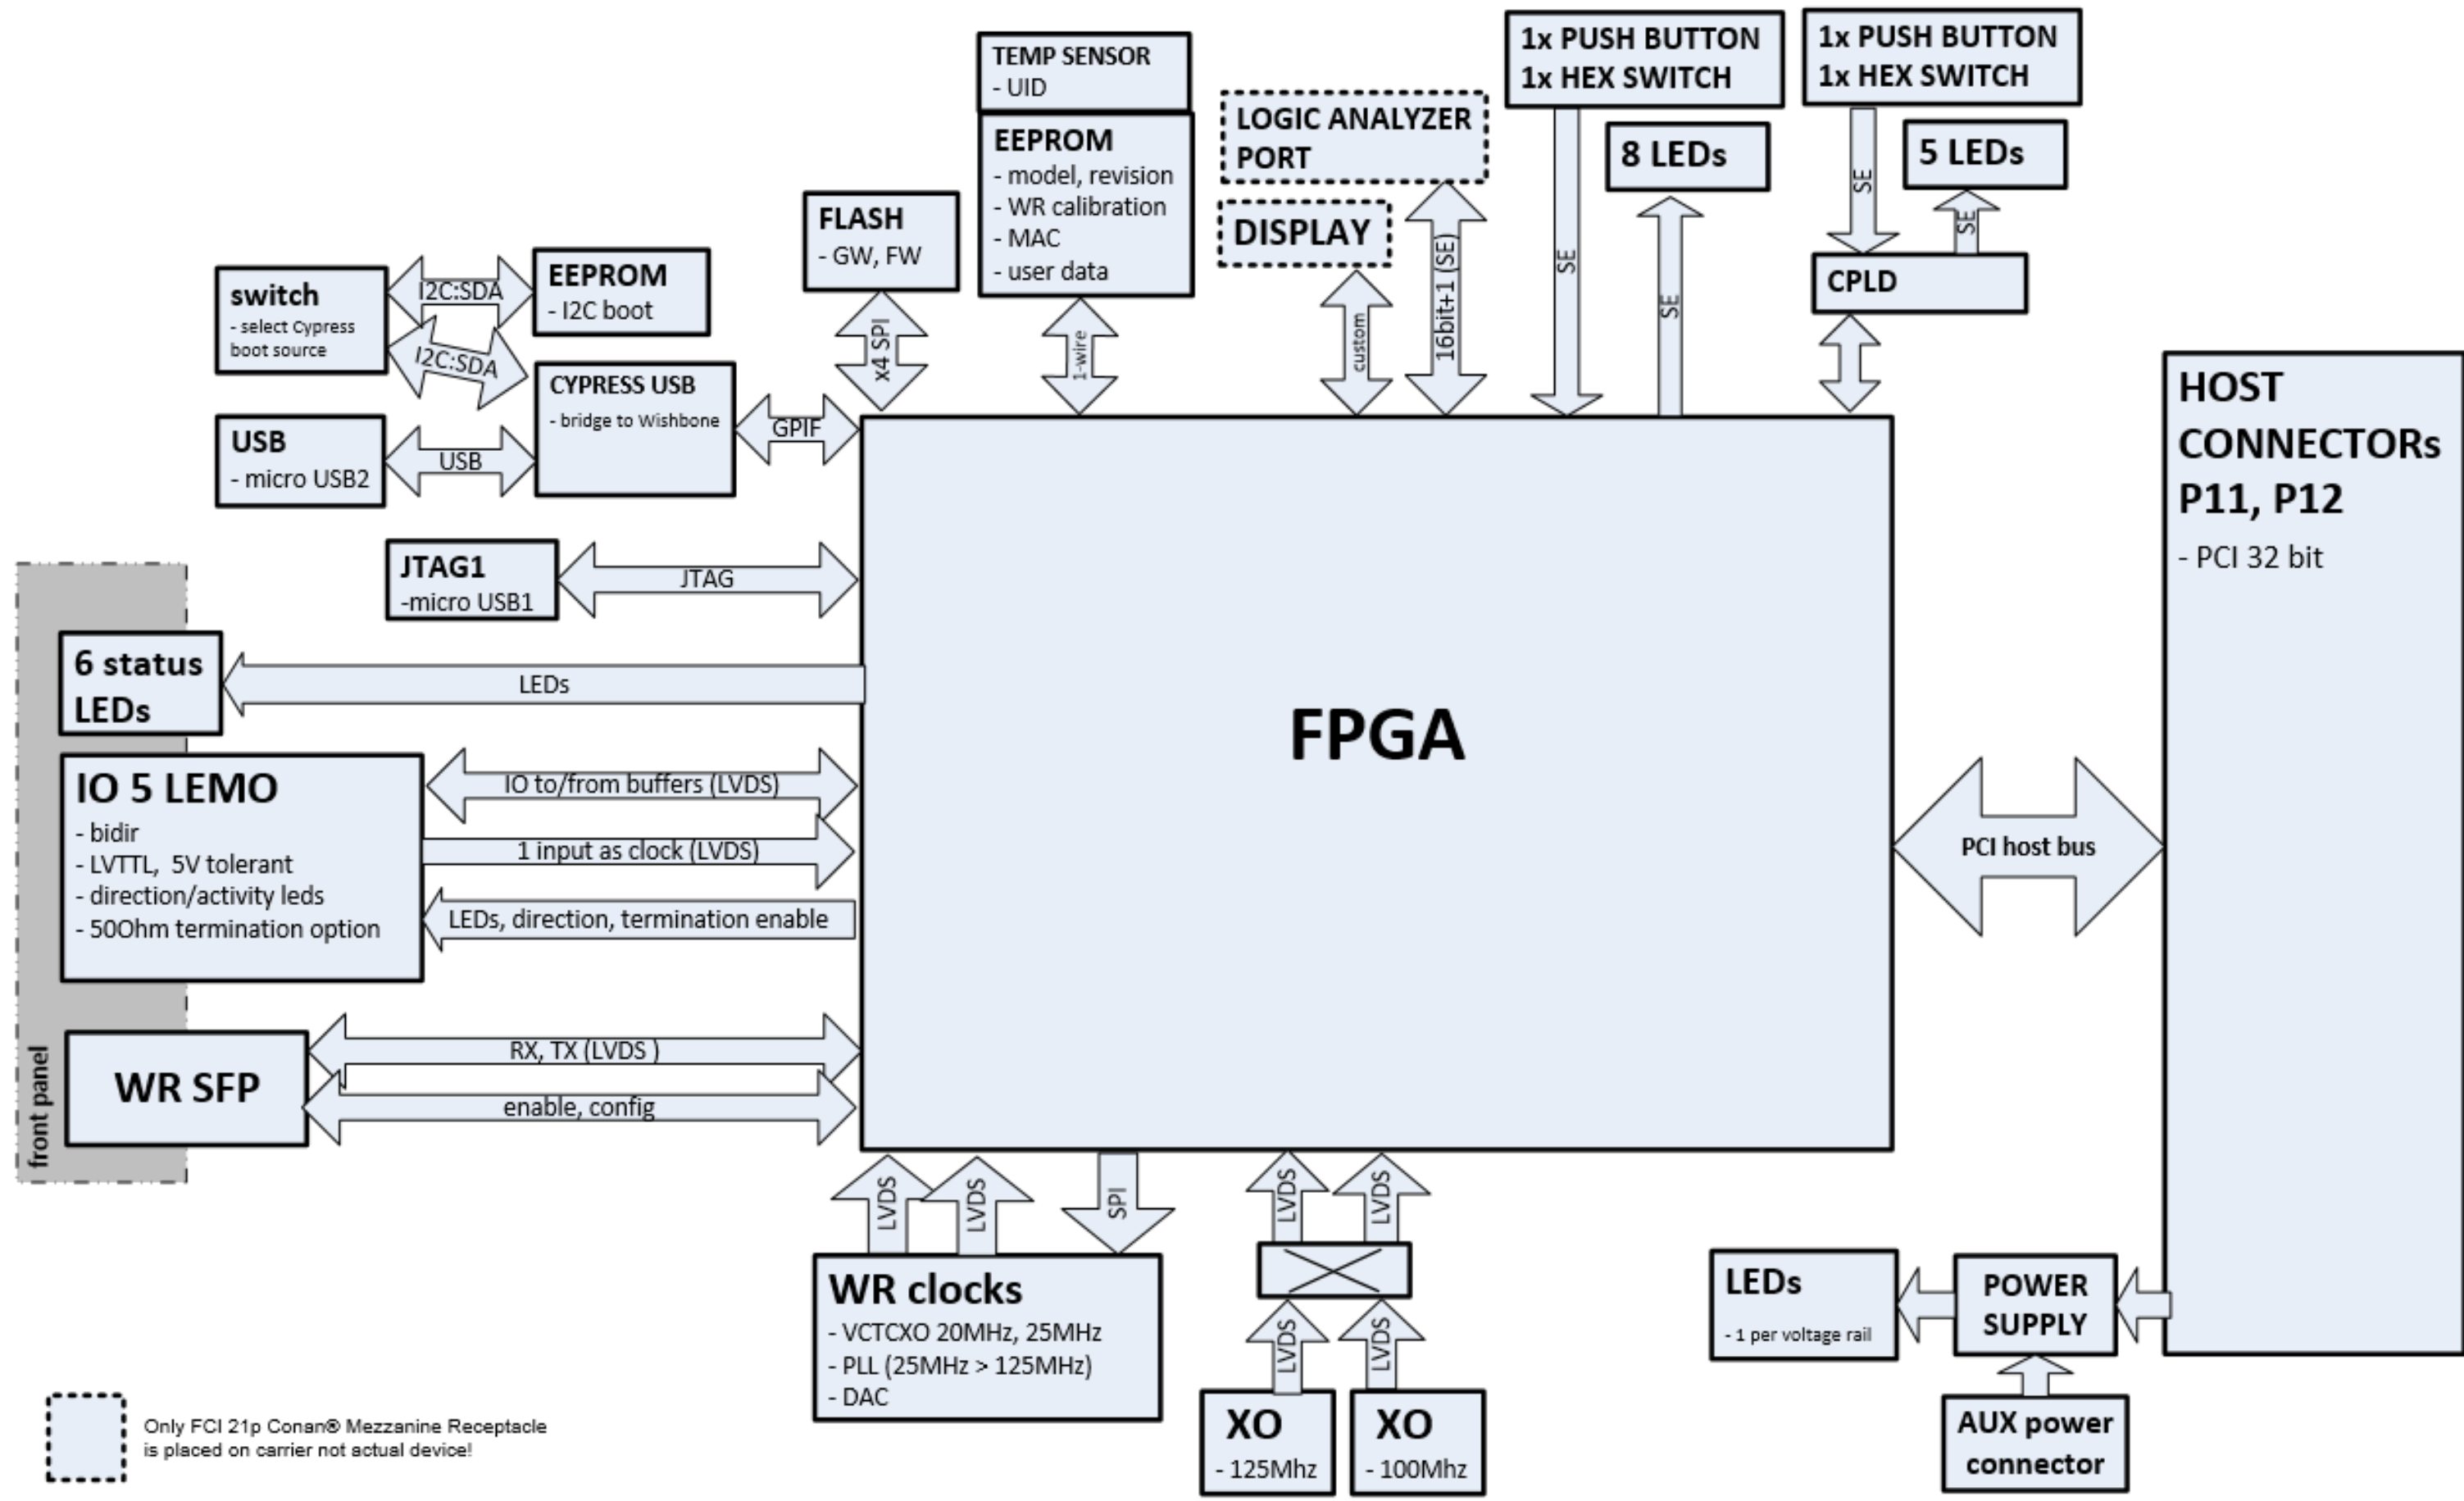 TEMP SENSOR
- UID
EEPROM
- model, revision
- WR calibration
- MAC
- user data
1-wire
LOGIC ANALYZER
PORT
16bit+1 (SE)
DISPLAY
custom
1x PUSH BUTTON
1x HEX SWITCH
SE
8 LEDs
SE
1x PUSH BUTTON
1x HEX SWITCH
SE
5 LEDs
SE
CPLD
FLASH
- GW, FW
x4 SPI
switch
- select Cypress
boot source
I2C:SDA
EEPROM
- I2C boot
I2C:SDA
CYPRESS USB
- bridge to Wishbone
GPIF
USB
- micro USB2
USB
JTAG1
-micro USB1
JTAG
6 status
LEDs
LEDs
IO 5 LEMO
- bidir
- LVTTL,  5V tolerant
- direction/activity leds
- 50Ohm termination option
IO to/from buffers (LVDS)
1 input as clock (LVDS)
LEDs, direction, termination enable
WR SFP
front panel
RX, TX (LVDS )
enable, config
FPGA
PCI host bus
HOST
CONNECTORs
P11, P12
- PCI 32 bit
LVDS
LVDS
SPI
WR clocks
- VCTCXO 20MHz, 25MHz
- PLL (25MHz > 125MHz)
- DAC
LVDS
LVDS
LVDS
LVDS
XO
- 125Mhz
XO
- 100Mhz
LEDs
- 1 per voltage rail
POWER
SUPPLY
AUX power
connector
Only FCI 21p Conan® Mezzanine Receptacle
is placed on carrier not actual device!